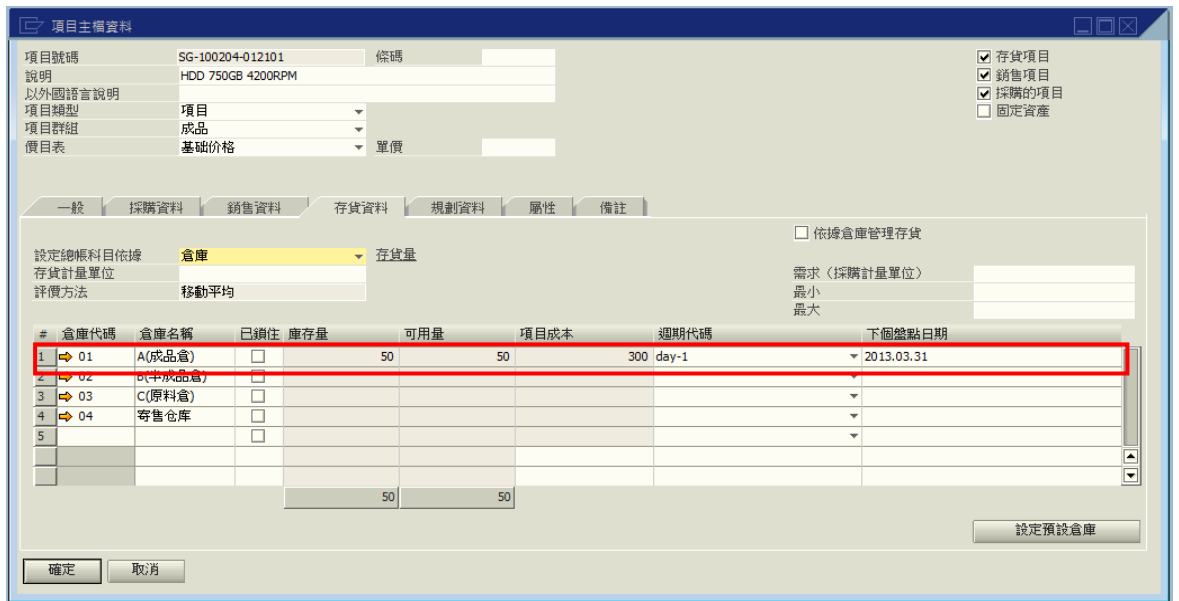 項目主檔資料
項目號碼 SG-100204-012101 條碼 存貨項目
說明 HDD 750GB 4200RPM 銷售項目
以外國語言說明 採購的項目
項目類型 項目 固定資產
項目群組 成品
價目表 基础价格 單價
一般 採購資料 銷售資料 存貨資料 規劃資料 屬性 備註
依據倉庫管理存貨
設定總帳科目依據 倉庫 存貨量
存貨計量單位 需求（採購計量單位）
評價方法 移動平均 最小
最大
# 倉庫代碼 倉庫名稱 已鎖住 庫存量 可用量 項目成本 週期代碼 下個盤點日期
1 01 A(成品倉) 50 50 300 day-1 2013.03.31
2 02 B(半成品倉)
3 03 C(原料倉)
4 04 寄售仓库
5
50 50
設定預設倉庫
確定 取消